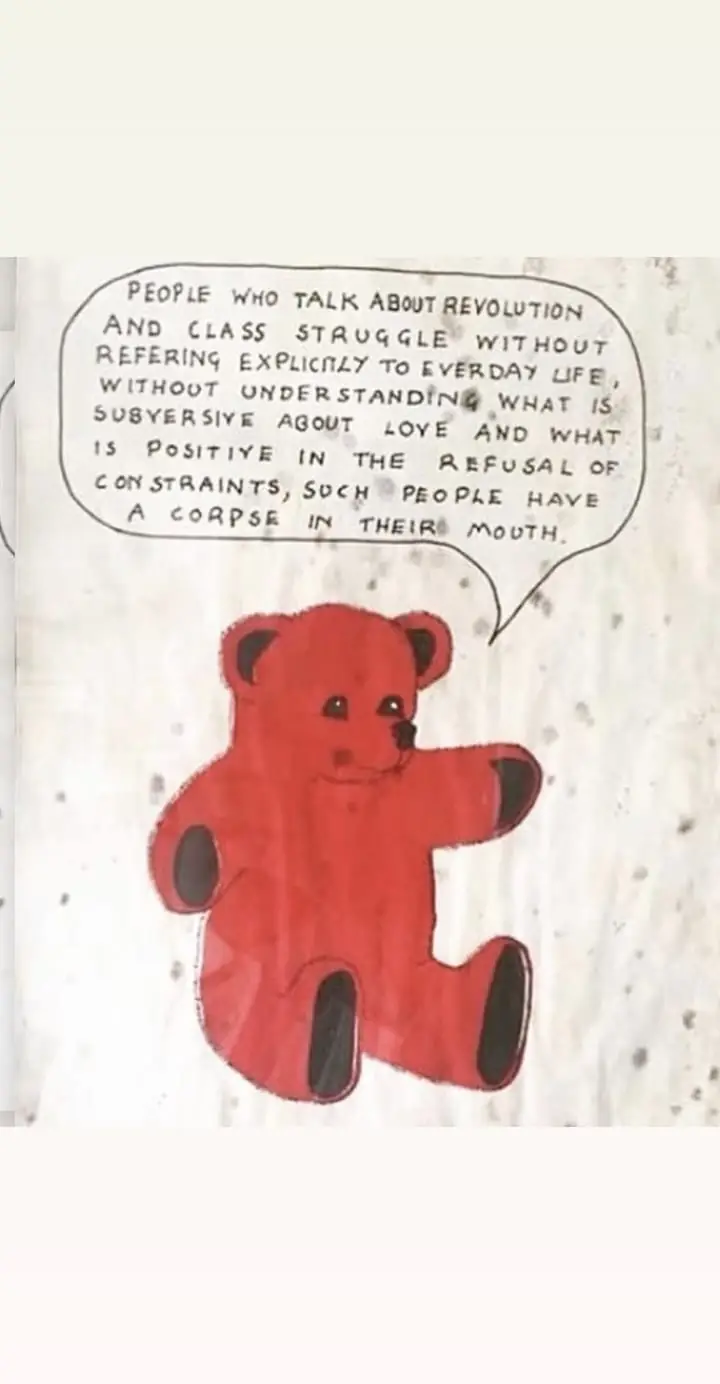 PEOPLE WHO TALK ABOUT REVOLUTION
AND CLASS STRUGGLE WITHOUT
REFERING EXPLICITLY TO EVERDAY LIFE,
WITHOUT UNDERSTANDING WHAT IS
SUBVERSIVE ABOUT LOVE AND WHAT
IS POSITIVE IN THE REFUSAL OF
CONSTRAINTS, SUCH PEOPLE HAVE
A CORPSE IN THEIR MOUTH.